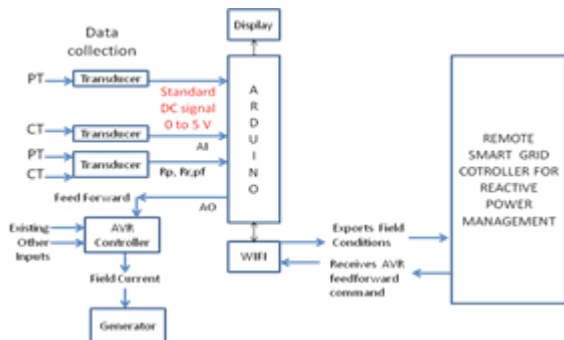 Data
collection
Display
PT
Transducer
Standard
DC signal
0 to 5 V
CT
Transducer
AI
PT
CT
Transducer
Rp, Rr,pf
A
R
D
U
I
N
O
Feed Forward
AO
Existing
Other
Inputs
AVR
Controller
Field Current
Generator
WIFI
Exports Field
Conditions
Receives AVR
feedforward
command
REMOTE
SMART GRID
COTROLLER FOR
REACTIVE
POWER
MANAGEMENT